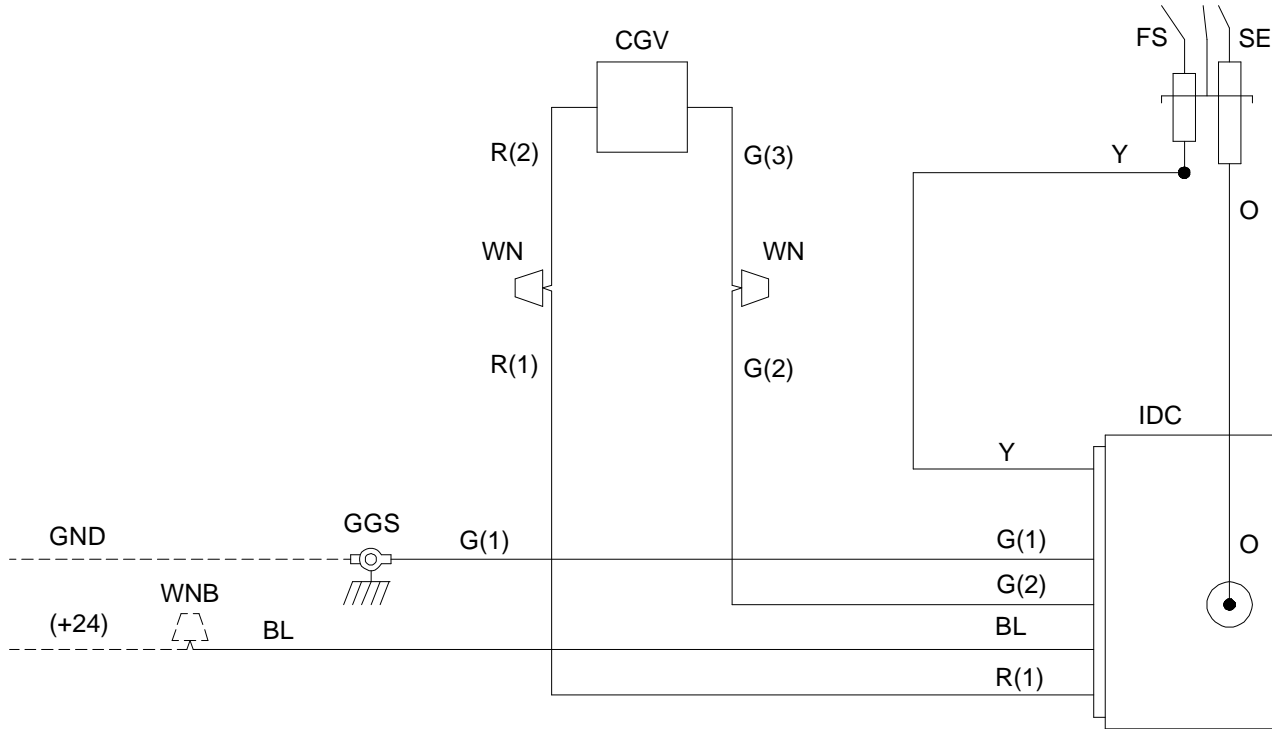 CGV
FS
SE
R(2)
G(3)
Y
O
WN
WN
R(1)
G(2)
IDC
Y
GND
GGS
G(1)
G(1)
O
WNB
G(2)
(+24)
BL
BL
R(1)